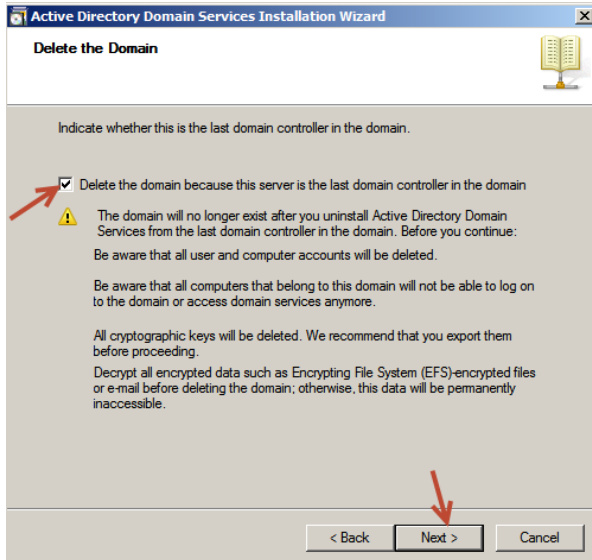 Active Directory Domain Services Installation Wizard
Delete the Domain
Indicate whether this is the last domain controller in the domain.
Delete the domain because this server is the last domain controller in the domain
The domain will no longer exist after you uninstall Active Directory Domain
Services from the last domain controller in the domain. Before you continue:
Be aware that all user and computer accounts will be deleted.
Be aware that all computers that belong to this domain will not be able to log on
to the domain or access domain services anymore.
All cryptographic keys will be deleted. We recommend that you export them
before proceeding.
Decrypt all encrypted data such as Encrypting File System (EFS)-encrypted files
or e-mail before deleting the domain; otherwise, this data will be permanently
inaccessible.
< Back Next > Cancel